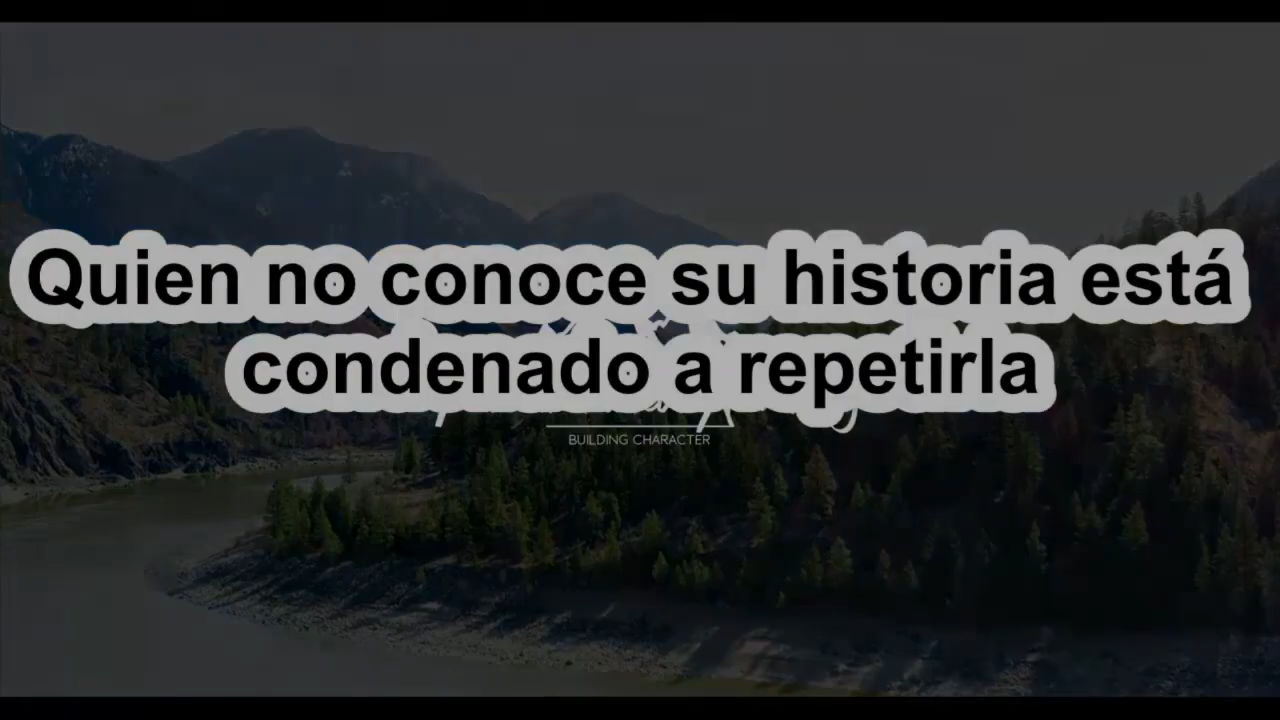 Quien no conoce su historia está
condenado a repetirla
BUILDING CHARACTER